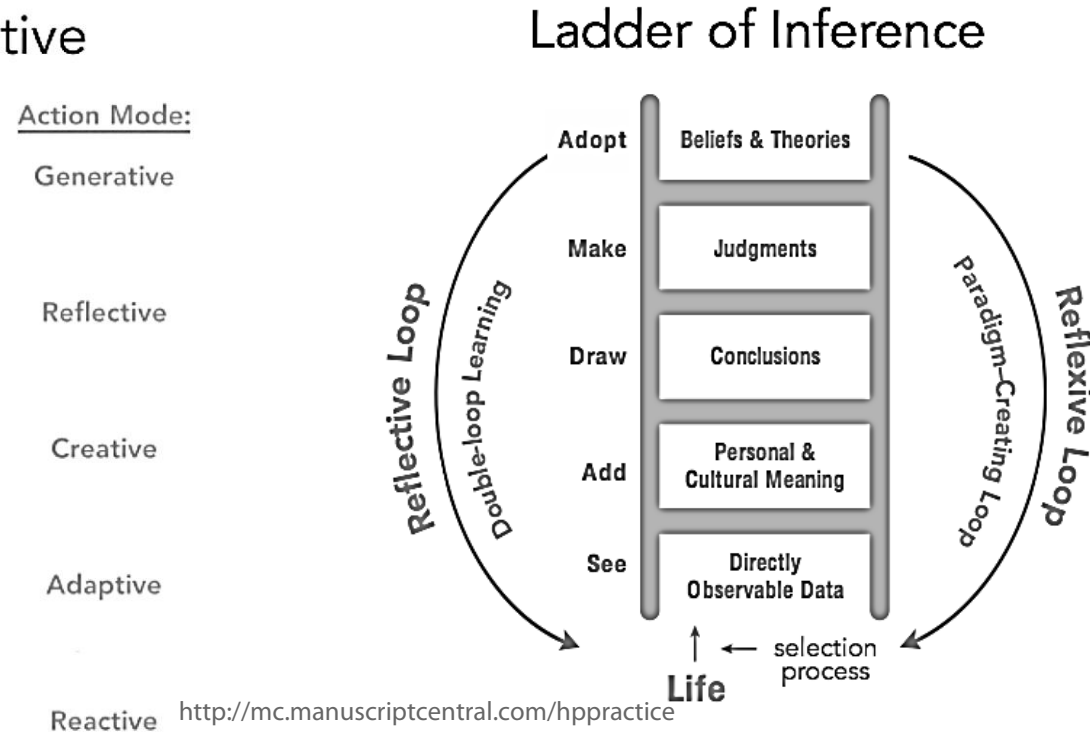 tive
Action Mode:
Generative
Reflective
Creative
Adaptive
Reactive
Ladder of Inference
Adopt
Beliefs & Theories
Make
Judgments
Draw
Conclusions
Add
Personal &
Cultural Meaning
See
Directly
Observable Data
Reflective Loop
Double-loop Learning
Paradigm–Creating Loop
Reflexive Loop
selection
process
Life
http://mc.manuscriptcentral.com/hppractice